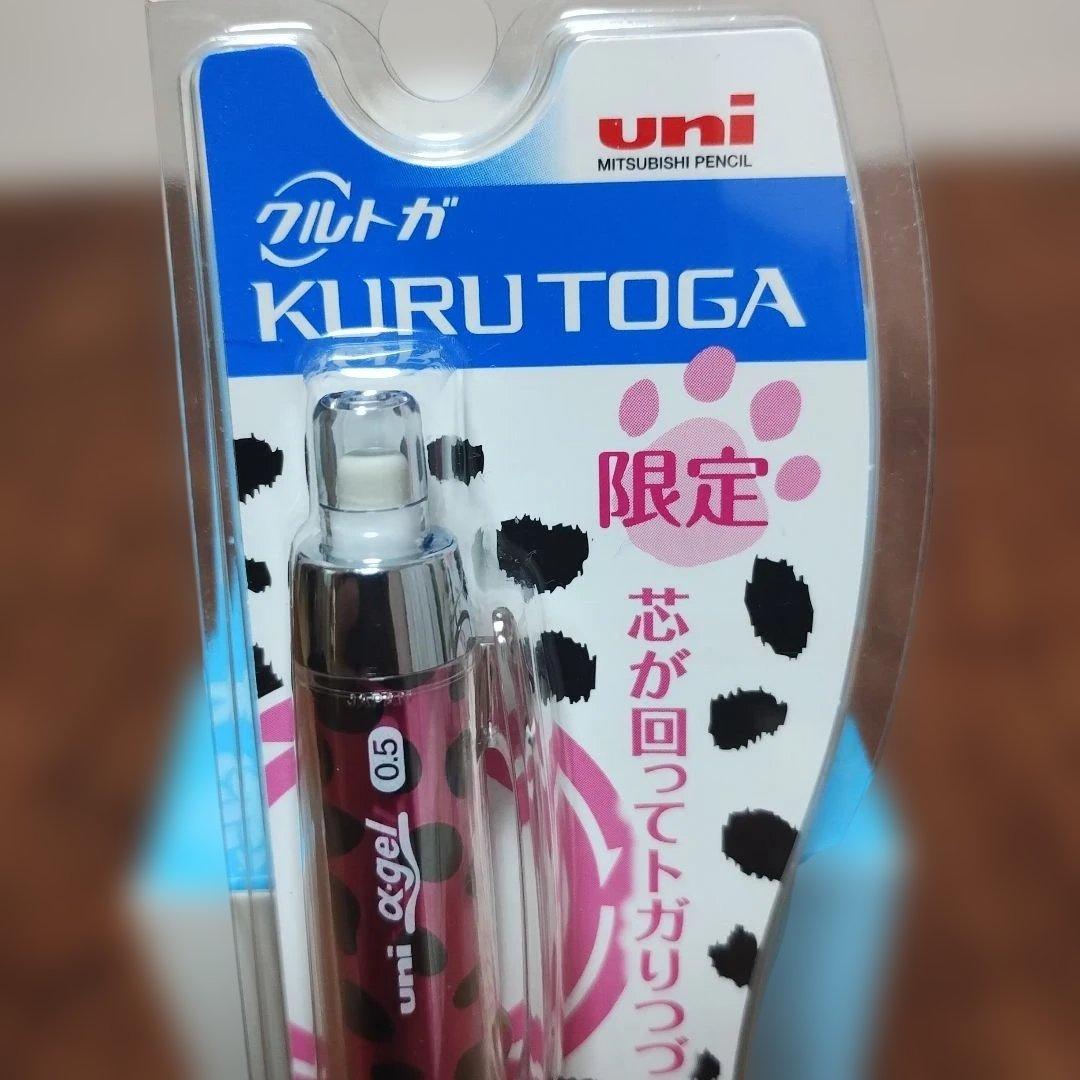 uni
MITSUBISHI PENCIL
クルトガ
KURU TOGA
限定
芯が回ってトガりつづ
0.5
uni α·gel